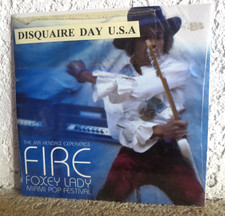 DISQUAIRE DAY U.S.A
THE JIMI HENDRIX EXPERIENCE
FIRE
FOXEY LADY
MIAMI POP FESTIVAL